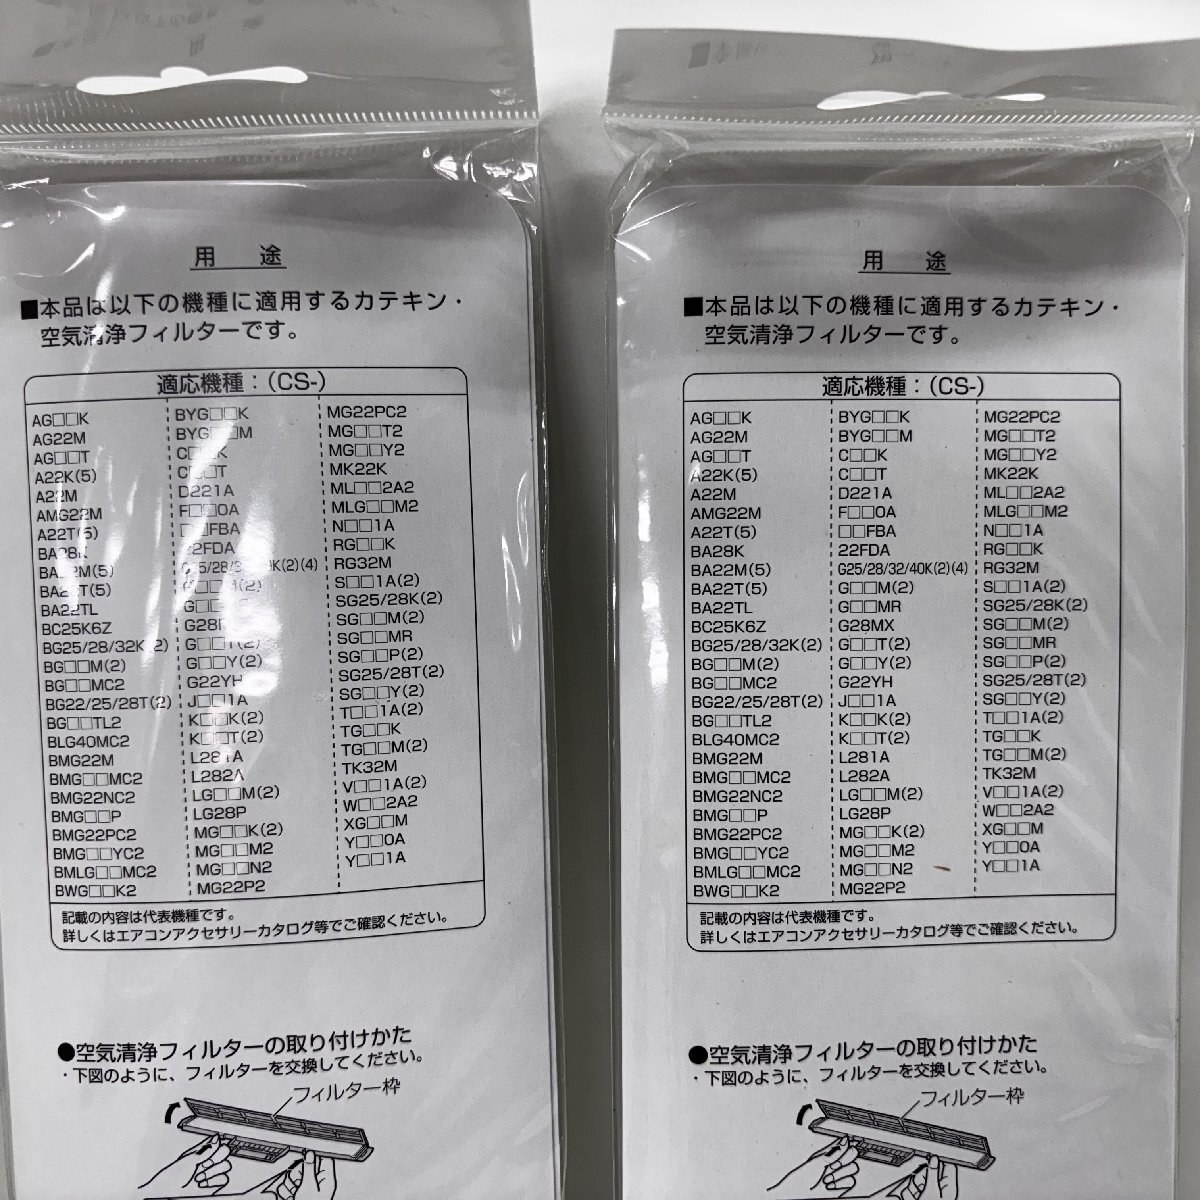 用 途
■本品は以下の機種に適用するカテキン・
空気清浄フィルターです。
適応機種：（CS-）
AG□□K
AG22M
AG□□T
A22K(5)
A22M
AMG22M
A22T(5)
BA28K
BA22M(5)
BA22T(5)
BA22TL
BC25K6Z
BG25/28/32K(2)
BG□□M(2)
BG□□MC2
BG22/25/28T(2)
BG□□TL2
BLG40MC2
BMG22M
BMG□□MC2
BMG22NC2
BMG□□P
BMG22PC2
BMG□□YC2
BMLG□□MC2
BWG□□K2
BYG□□K
BYG□□M
C□□K
C□□T
D221A
F□□0A
□□FBA
22FDA
K(2)(4)
G□□M(2)
G28
G□□T(2)
G□□Y(2)
G22YH
J□□1A
K□□K(2)
K□□T(2)
L281A
L282A
LG□□M(2)
LG28P
MG□□K(2)
MG□□M2
MG□□N2
MG22P2
MG22PC2
MG□□T2
MG□□Y2
MK22K
ML□□2A2
MLG□□M2
N□□1A
RG□□K
RG32M
S□□1A(2)
SG25/28K(2)
SG□□M(2)
SG□□MR
SG□□P(2)
SG25/28T(2)
SG□□Y(2)
T□□1A(2)
TG□□K
TG□□M(2)
TK32M
V□□1A(2)
W□□2A2
XG□□M
Y□□0A
Y□□1A
記載の内容は代表機種です。
詳しくはエアコンアクセサリーカタログ等でご確認ください。
●空気清浄フィルターの取り付けかた
・下図のように、フィルターを交換してください。
フィルター枠
用 途
■本品は以下の機種に適用するカテキン・
空気清浄フィルターです。
適応機種：（CS-）
AG□□K
AG22M
AG□□T
A22K(5)
A22M
AMG22M
A22T(5)
BA28K
BA22M(5)
BA22T(5)
BA22TL
BC25K6Z
BG25/28/32K(2)
BG□□M(2)
BG□□MC2
BG22/25/28T(2)
BG□□TL2
BLG40MC2
BMG22M
BMG□□MC2
BMG22NC2
BMG□□P
BMG22PC2
BMG□□YC2
BMLG□□MC2
BWG□□K2
BYG□□K
BYG□□M
C□□K
C□□T
D221A
F□□0A
□□FBA
22FDA
G25/28/32/40K(2)(4)
G□□M(2)
G□□MR
G28MX
G□□T(2)
G□□Y(2)
G22YH
J□□1A
K□□K(2)
K□□T(2)
L281A
L282A
LG□□M(2)
LG28P
MG□□K(2)
MG□□M2
MG□□N2
MG22P2
MG22PC2
MG□□T2
MG□□Y2
MK22K
ML□□2A2
MLG□□M2
N□□1A
RG□□K
RG32M
S□□1A(2)
SG25/28K(2)
SG□□M(2)
SG□□MR
SG□□P(2)
SG25/28T(2)
SG□□Y(2)
T□□1A(2)
TG□□K
TG□□M(2)
TK32M
V□□1A(2)
W□□2A2
XG□□M
Y□□0A
Y□□1A
記載の内容は代表機種です。
詳しくはエアコンアクセサリーカタログ等でご確認ください。
●空気清浄フィルターの取り付けかた
・下図のように、フィルターを交換してください。
フィルター枠